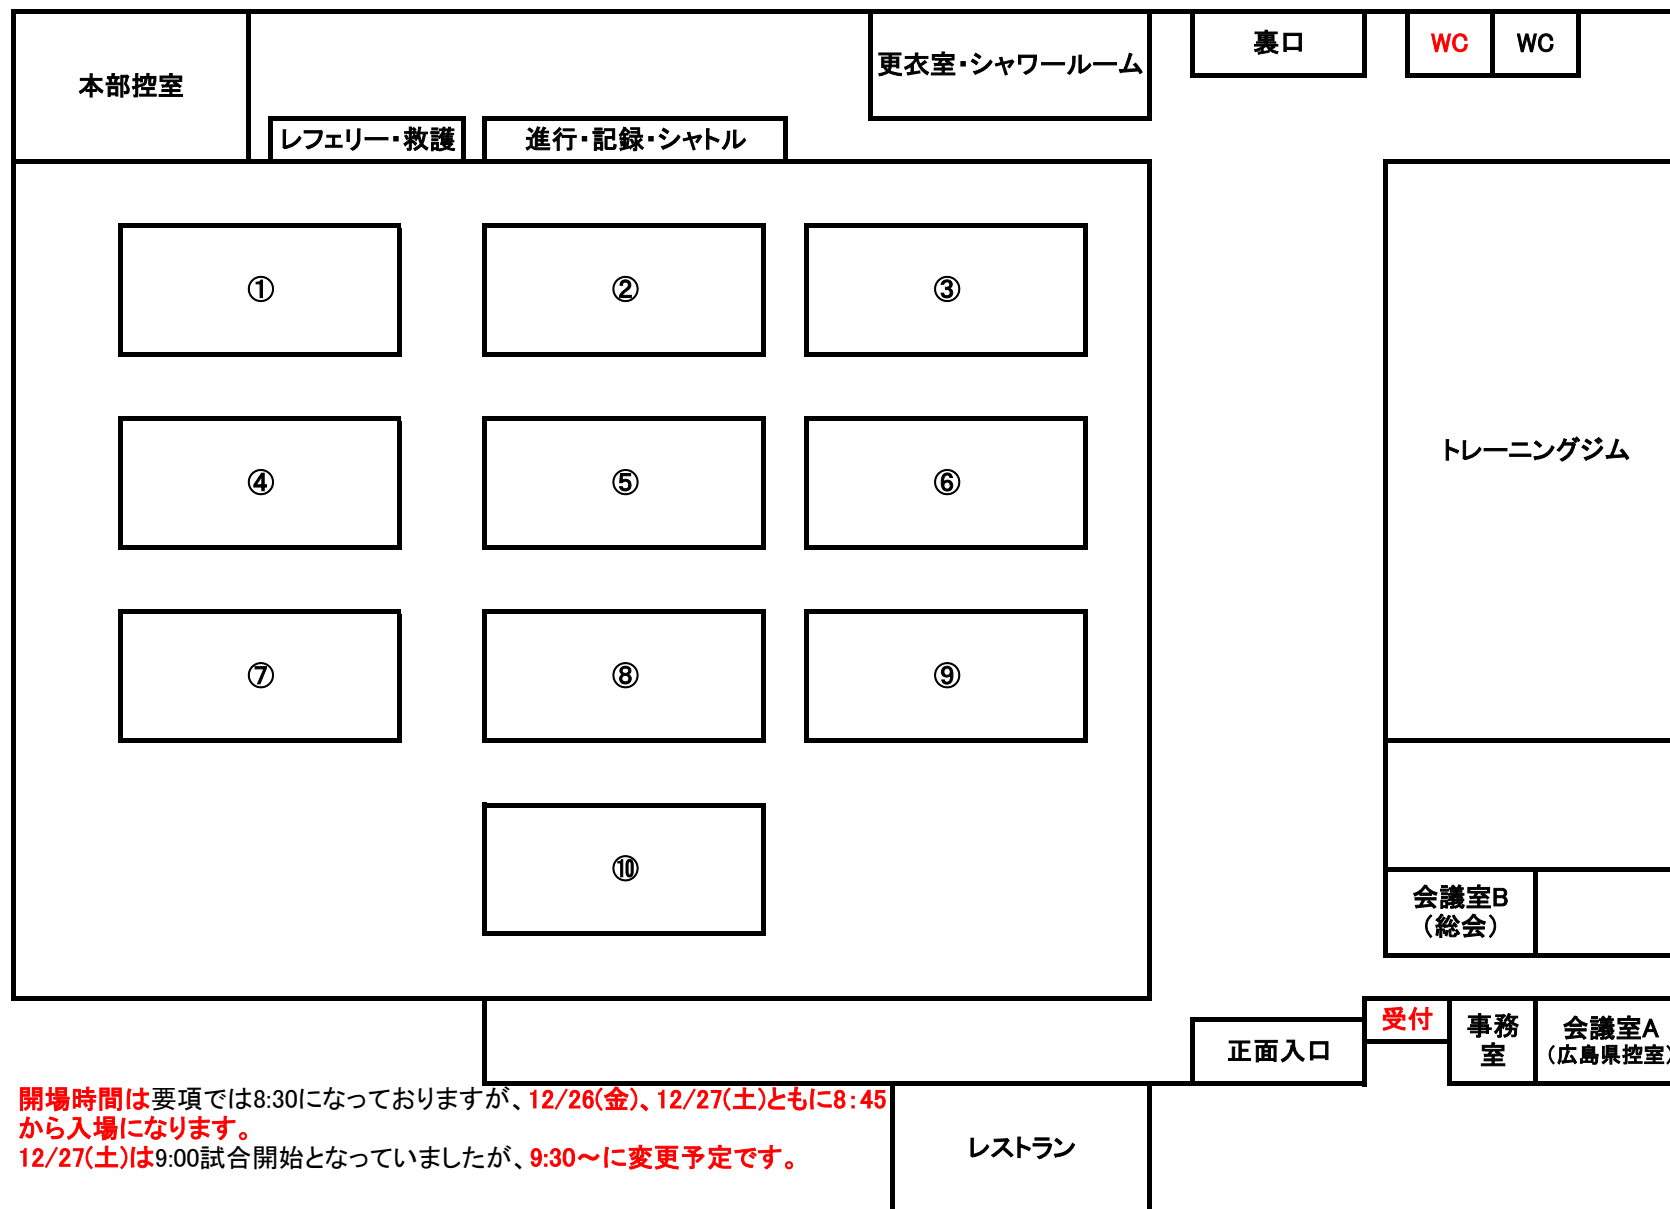 本部控室
更衣室・シャワールーム
裏口
WC
WC
レフェリー・救護
進行・記録・シャトル
①
②
③
④
⑤
⑥
トレーニングジム
⑦
⑧
⑨
⑩
会議室B
（総会）
受付
事務
室
会議室A
（広島県控室）
正面入口
開場時間は要項では8:30になっておりますが、12/26(金)、12/27(土)ともに8：45
から入場になります。
12/27(土)は9:00試合開始となっていましたが、9:30～に変更予定です。
レストラン